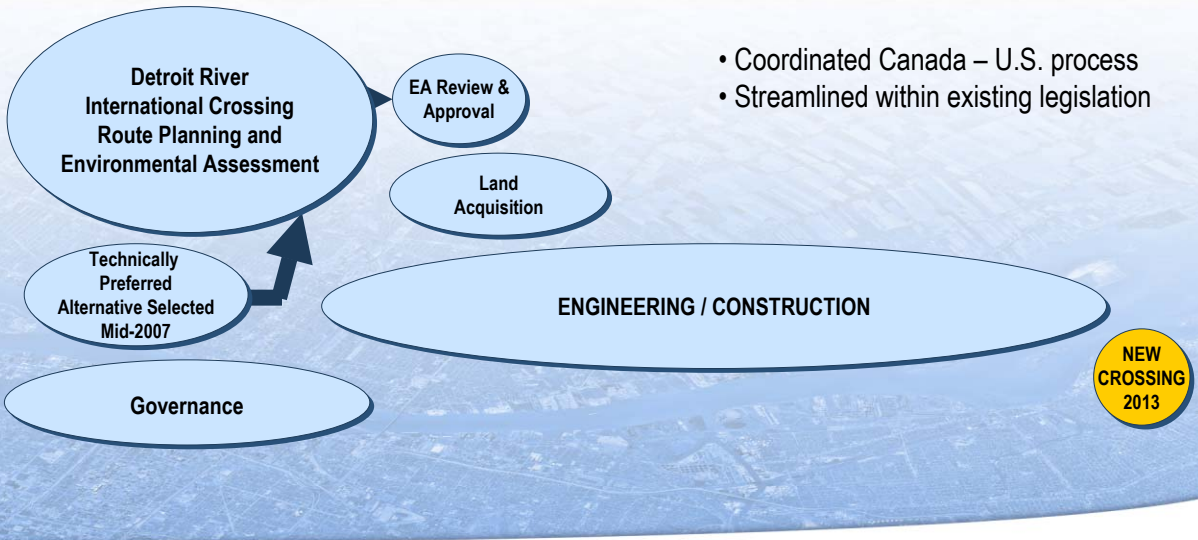 Detroit River
International Crossing
Route Planning and
Environmental Assessment
EA Review &
Approval
• Coordinated Canada – U.S. process
• Streamlined within existing legislation
Land
Acquisition
Technically
Preferred
Alternative Selected
Mid-2007
ENGINEERING / CONSTRUCTION
Governance
NEW
CROSSING
2013